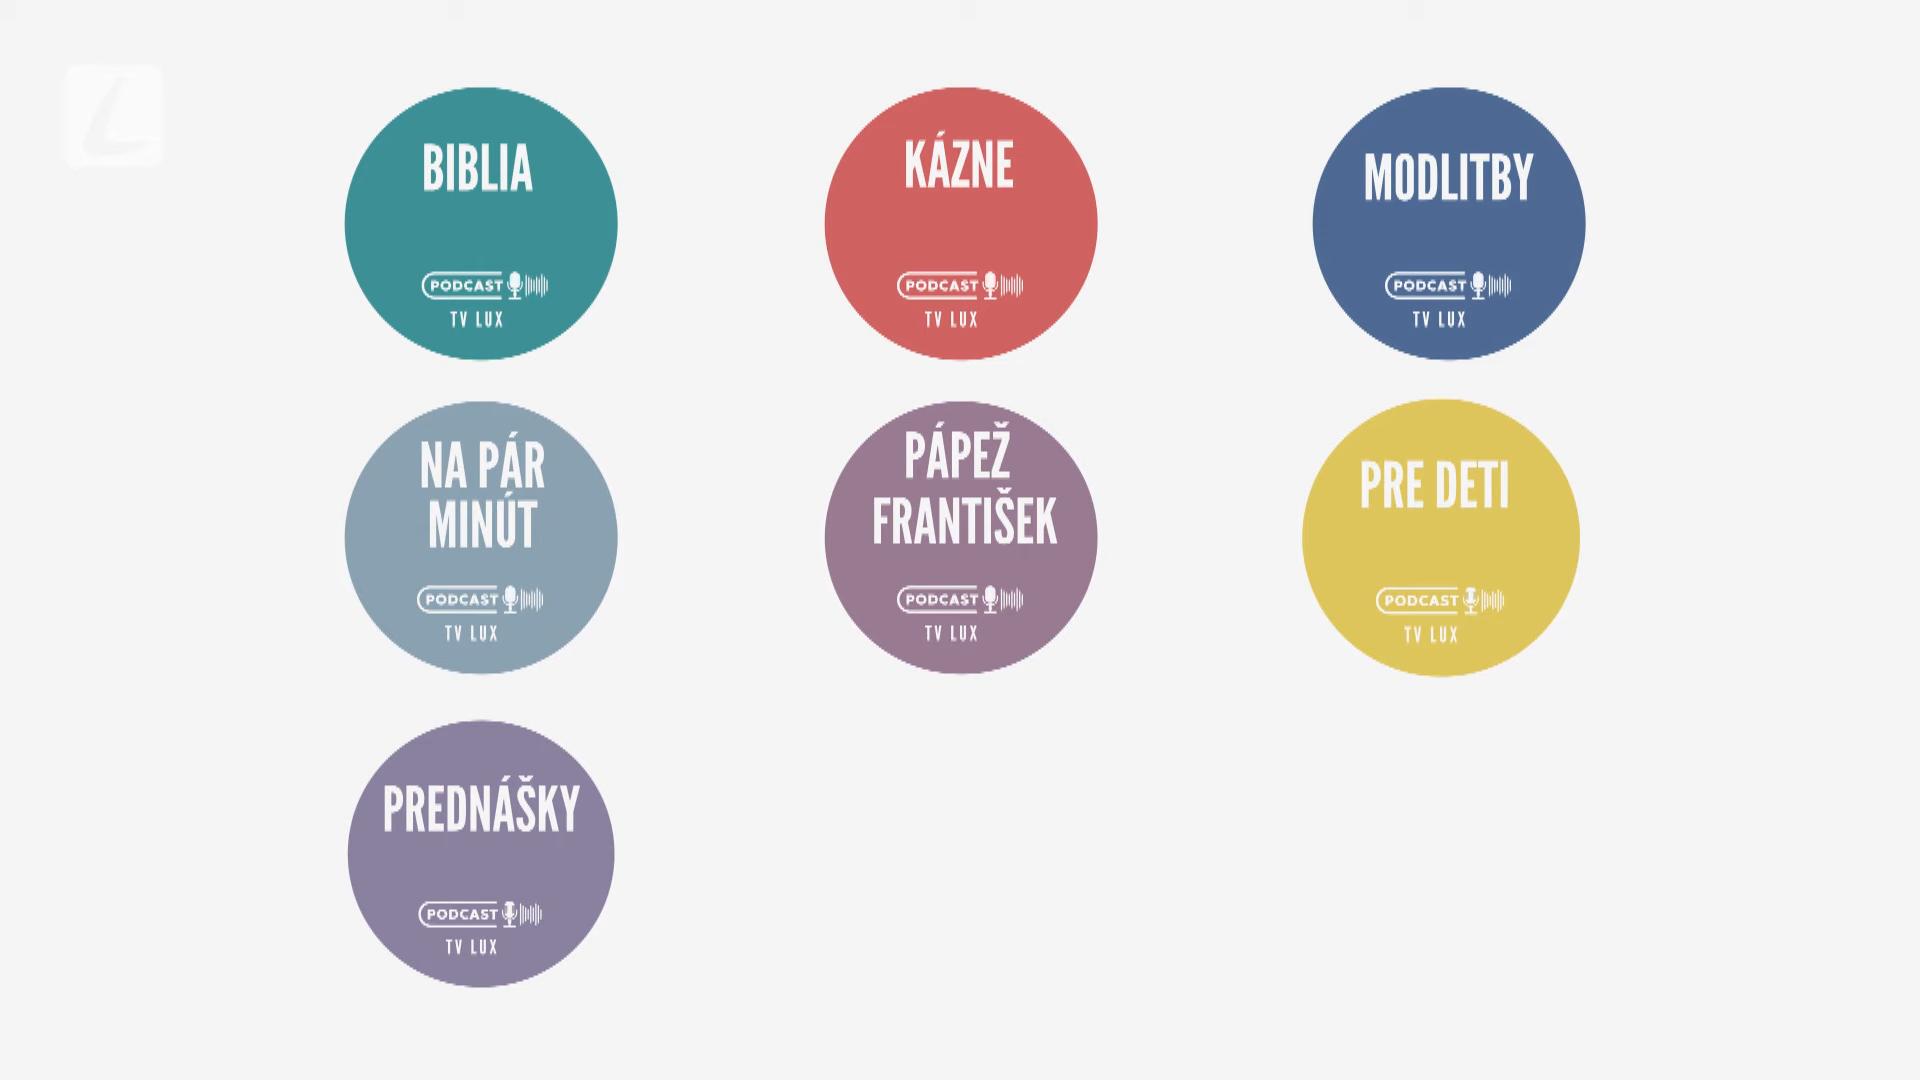 BIBLIA
PODCAST
TV LUX
KÁZNE
PODCAST
TV LUX
MODLITBY
PODCAST
TV LUX
NA PÁR
MINÚT
PODCAST
TV LUX
PÁPEŽ
FRANTIŠEK
PODCAST
TV LUX
PRE DETI
PODCAST
TV LUX
PREDNÁŠKY
PODCAST
TV LUX
L